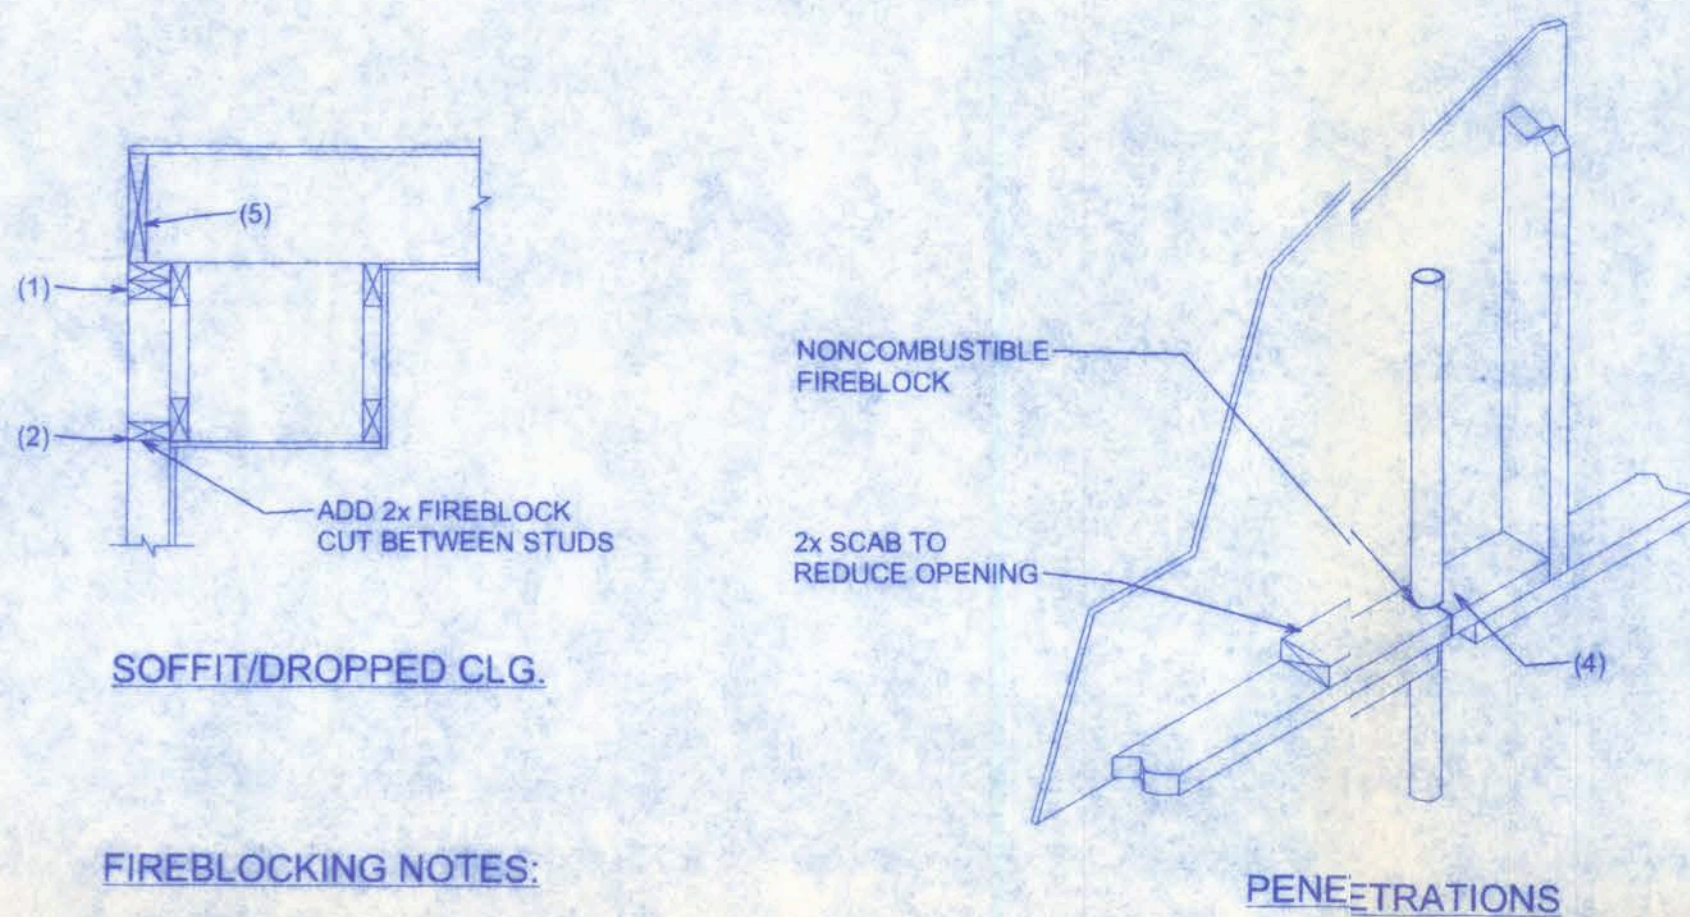 (5)
(1)
(2)
ADD 2x FIREBLOCK
CUT BETWEEN STUDS
SOFFIT/DROPPED CLG.
FIREBLOCKING NOTES:
NONCOMBUSTIBLE
FIREBLOCK
2x SCAB TO
REDUCE OPENING
(4)
PENEETRATIONS